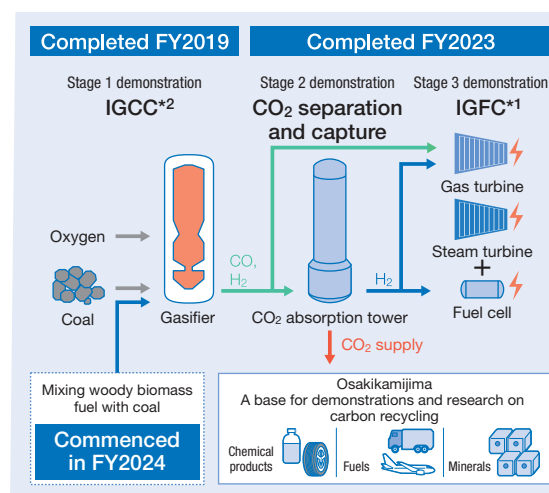 Completed FY2019
Completed FY2023
Stage 1 demonstration
IGCC*2
Stage 2 demonstration
CO2 separation
and capture
Stage 3 demonstration
IGFC*1
Gas turbine
Oxygen
Steam turbine
+
CO,
H2
H2
Coal
Gasifier
CO2 absorption tower
Fuel cell
CO2 supply
Mixing woody biomass
fuel with coal
Commenced
in FY2024
Osakikamijima
A base for demonstrations and research on
carbon recycling
Chemical
products
Fuels
Minerals